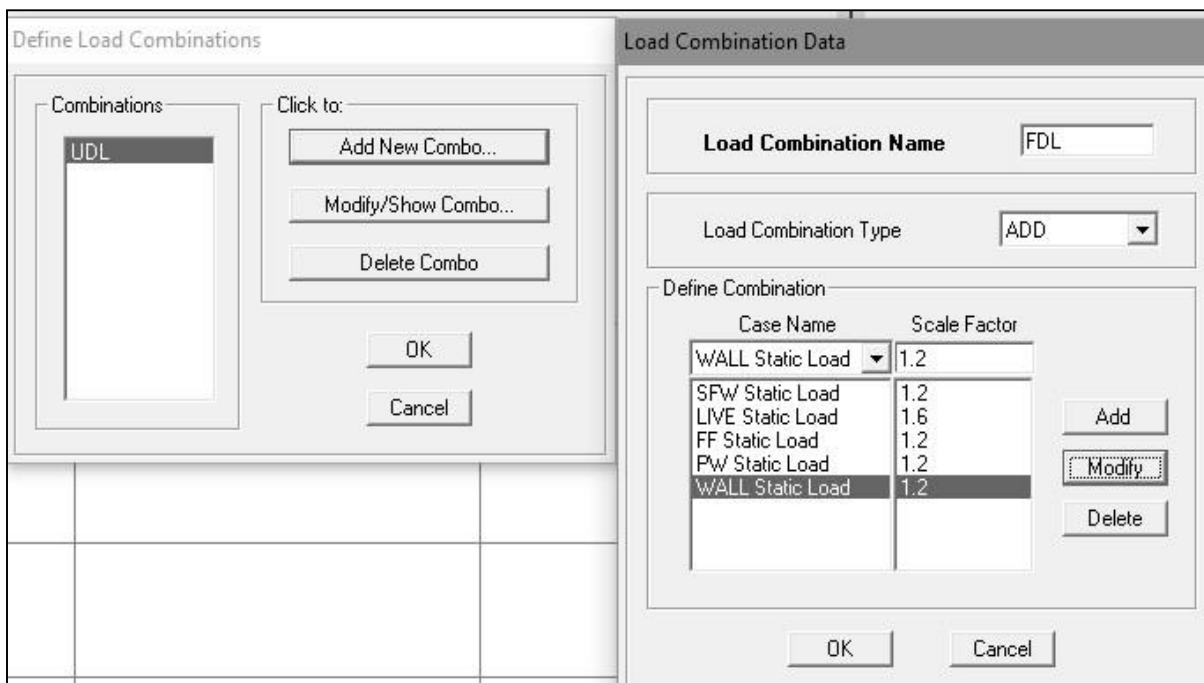 Define Load Combinations
Combinations
UDL
Click to:
Add New Combo...
Modify/Show Combo...
Delete Combo
OK
Cancel
Load Combination Data
Load Combination Name FDL
Load Combination Type ADD
Define Combination
Case Name Scale Factor
WALL Static Load 1.2
SFW Static Load 1.2
LIVE Static Load 1.6
FF Static Load 1.2
PW Static Load 1.2
WALL Static Load 1.2
Add
Modify
Delete
OK Cancel